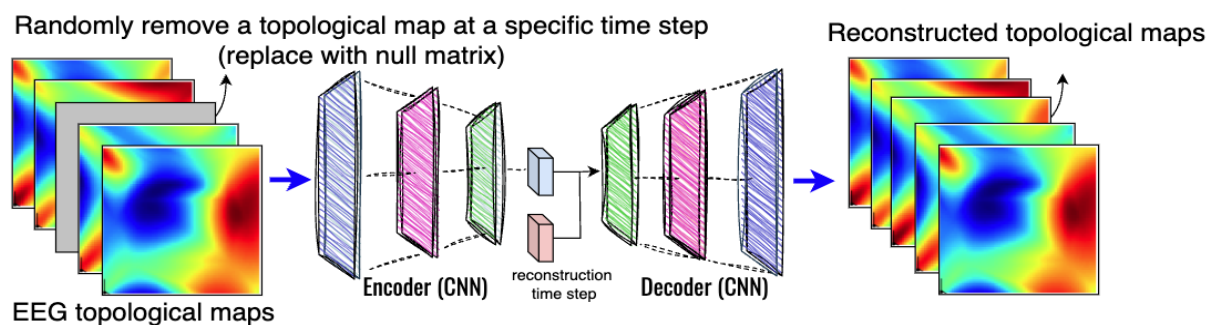 Randomly remove a topological map at a specific time step
(replace with null matrix)
Reconstructed topological maps
Encoder (CNN)
reconstruction
time step
Decoder (CNN)
EEG topological maps